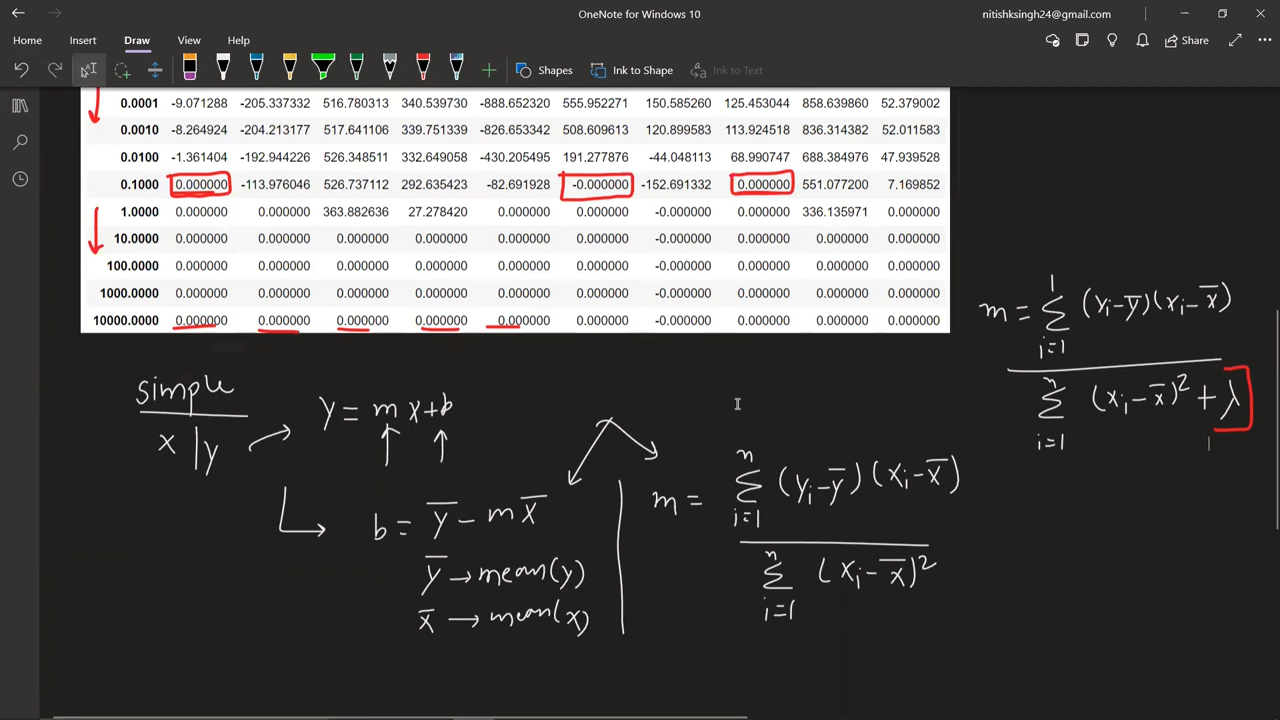 OneNote for Windows 10
nitishksingh24@gmail.com
Home Insert Draw View Help
Share
Shapes Ink to Shape Ink to Text
0.0001 -9.071288 -205.337332 516.780313 340.539730 -888.652320 555.952271 150.585260 125.453044 858.639860 52.379002
0.0010 -8.264924 -204.213177 517.641106 339.751339 -826.653342 508.609613 120.899583 113.924518 836.314382 52.011583
0.0100 -1.361404 -192.944226 526.348511 332.649058 -430.205495 191.277876 -44.048113 68.990747 688.384976 47.939528
0.1000 0.000000 -113.976046 526.737112 292.635423 -82.691928 -0.000000 -152.691332 0.000000 551.077200 7.169852
1.0000 0.000000 0.000000 363.882636 27.278420 0.000000 0.000000 -0.000000 0.000000 336.135971 0.000000
10.0000 0.000000 0.000000 0.000000 0.000000 0.000000 0.000000 -0.000000 0.000000 0.000000 0.000000
100.0000 0.000000 0.000000 0.000000 0.000000 0.000000 0.000000 -0.000000 0.000000 0.000000 0.000000
1000.0000 0.000000 0.000000 0.000000 0.000000 0.000000 0.000000 -0.000000 0.000000 0.000000 0.000000
10000.0000 0.000000 0.000000 0.000000 0.000000 0.000000 0.000000 -0.000000 0.000000 0.000000 0.000000
simple
x | y
y = mx+b
b = y̅ - m x̅
y̅ → mean(y)
x̅ → mean(x)
m = Σ i=1 n (yi-y̅)(xi-x̅)
Σ i=1 n (xi-x̅)2
m = Σ i=1 1 (yi-y̅)(xi-x̅)
Σ i=1 n (xi-x̅)2 + λ